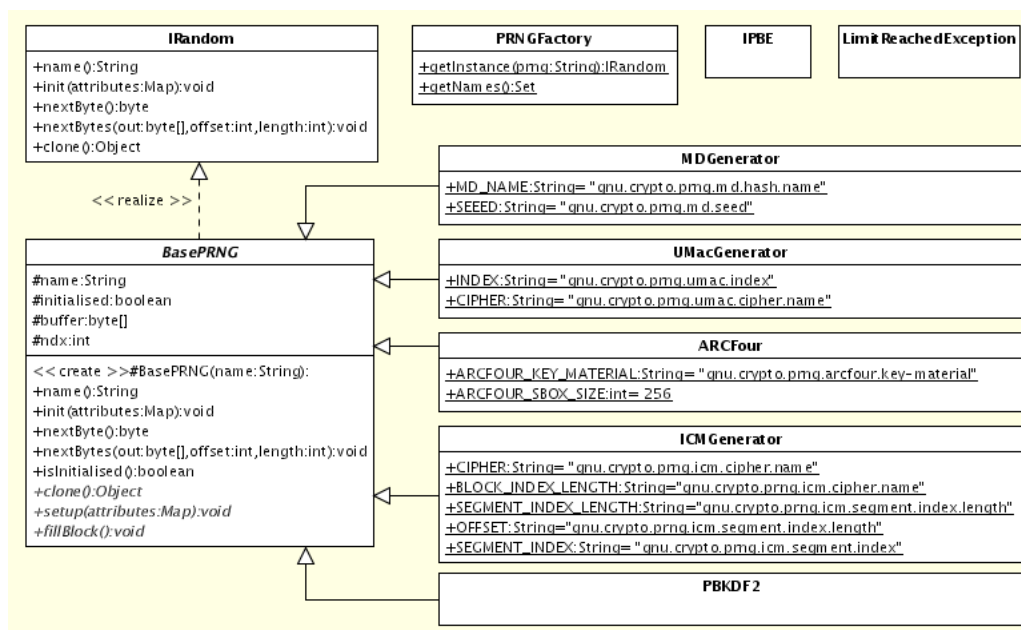 IRandom
+name():String
+init(attributes:Map):void
+nextByte():byte
+nextBytes(out:byte[],offset:int,length:int):void
+clone():Object
PRNGFactory
+getInstance(prng:String):IRandom
+getNames():Set
IPBE
LimitReachedException
<<realize>>
MDGenerator
+MD_NAME:String= "gnu.crypto.prng.md.hash.name"
+SEEED:String= "gnu.crypto.prng.md.seed"
BasePRNG
#name:String
#initialised:boolean
#buffer:byte[]
#ndx:int
<<create>>#BasePRNG(name:String):
+name():String
+init(attributes:Map):void
+nextByte():byte
+nextBytes(out:byte[],offset:int,length:int):void
+isInitialised():boolean
+clone():Object
+setup(attributes:Map):void
+fillBlock():void
UMacGenerator
+INDEX:String= "gnu.crypto.prng.umac.index"
+CIPHER:String= "gnu.crypto.prng.umac.cipher.name"
ARCFour
+ARCFOUR_KEY_MATERIAL:String= "gnu.crypto.prng.arcfour.key-material"
+ARCFOUR_SBOX_SIZE:int= 256
ICMGenerator
+CIPHER:String= "gnu.crypto.prng.icm.cipher.name"
+BLOCK_INDEX_LENGTH:String="gnu.crypto.prng.icm.cipher.name"
+SEGMENT_INDEX_LENGTH:String="gnu.crypto.prng.icm.segment.index.length"
+OFFSET:String="gnu.crypto.prng.icm.segment.index.length"
+SEGMENT_INDEX:String= "gnu.crypto.prng.icm.segment.index"
PBKDF2